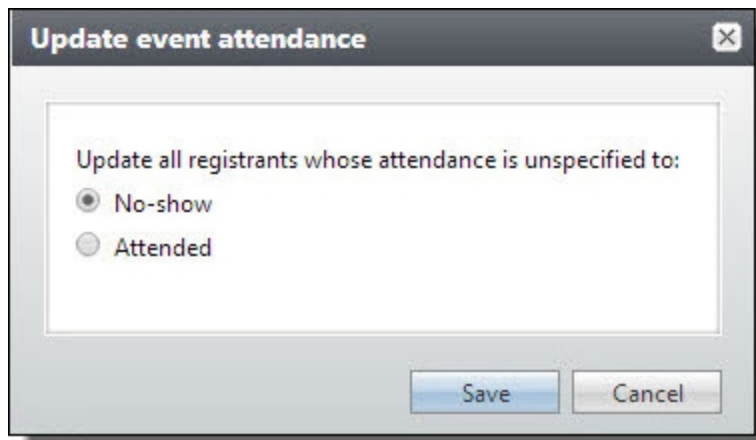 Update event attendance
Update all registrants whose attendance is unspecified to:
No-show
Attended
Save Cancel